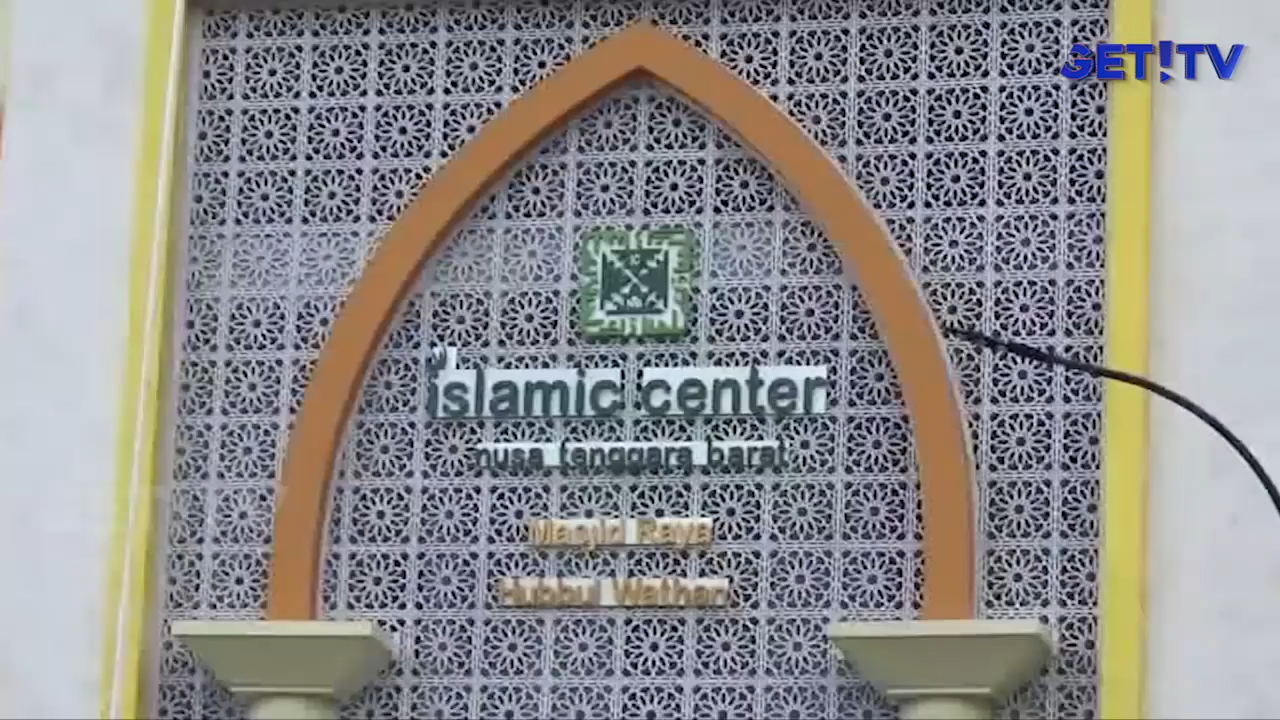 GET!TV
islamic center
nusa tenggara barat
Masjid Raya
Hubbul Wathan